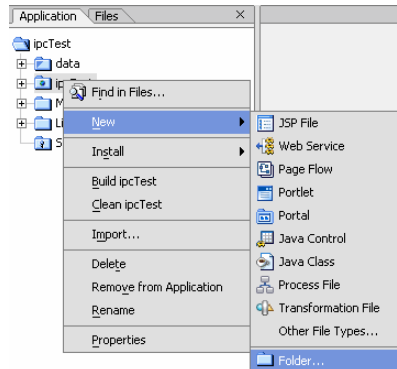 Application Files
ipcTest
data
Find in Files...
New
Install
Build ipcTest
Clean ipcTest
Import...
Delete
Remove from Application
Rename
Properties
JSP File
Web Service
Page Flow
Portlet
Portal
Java Control
Java Class
Process File
Transformation File
Other File Types...
Folder...